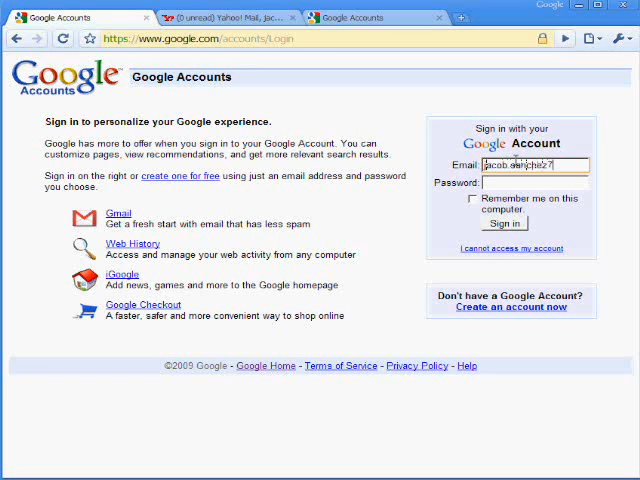 Google
Google Accounts
(0 unread) Yahoo! Mail, jac...
Google Accounts
https://www.google.com/accounts/Login
Google™
Accounts
Google Accounts
Sign in to personalize your Google experience.
Google has more to offer when you sign in to your Google Account. You can
customize pages, view recommendations, and get more relevant search results.
Sign in on the right or create one for free using just an email address and password
you choose.
Gmail
Get a fresh start with email that has less spam
Web History
Access and manage your web activity from any computer
iGoogle
Add news, games and more to the Google homepage
Google Checkout
A faster, safer and more convenient way to shop online
Sign in with your
Google Account
Email: jacob.sanchez7
Password:
Remember me on this
computer.
Sign in
I cannot access my account
Don't have a Google Account?
Create an account now
©2009 Google - Google Home - Terms of Service - Privacy Policy - Help